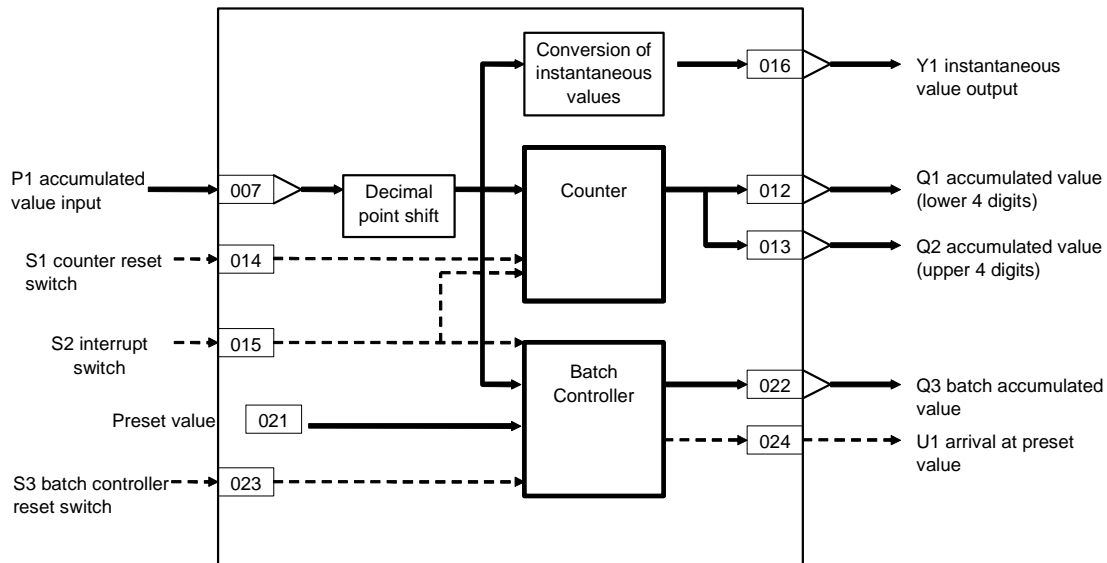 Conversion of
instantaneous
values
016
Y1 instantaneous
value output
P1 accumulated
value input
007
Decimal
point shift
Counter
012
Q1 accumulated value
(lower 4 digits)
013
Q2 accumulated value
(upper 4 digits)
S1 counter reset
switch
014
S2 interrupt
switch
015
Batch
Controller
022
Q3 batch accumulated
value
Preset value
021
024
U1 arrival at preset
value
S3 batch controller
reset switch
023